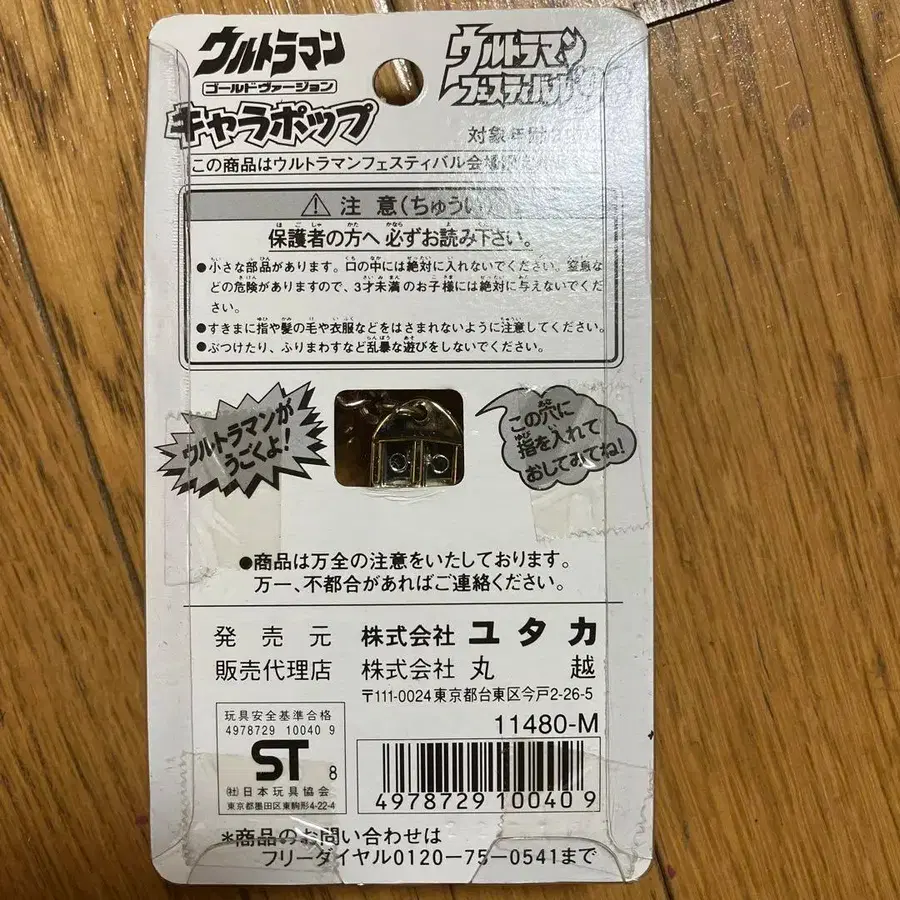 ウルトラマン
ゴールドヴァージョン
キャラポップ
ウルトラマン
フェスティバル
対象年齢
この商品はウルトラマンフェスティバル会場
注意(ちゅうい)
保護者の方へ必ずお読み下さい。
●小さな部品があります。口の中には絶対に入れないでください。窒息な
どの危険がありますので、3才未満のお子様には絶対に与えないでくだ
さい。
●すきまに指や髪の毛や衣服などをはさまれないように注意してください。
●ぶつけたり、ふりまわすなど乱暴な遊びをしないでください。
ウルトラマンが
うごくよ!
この穴に
指を入れて
おしてみてね!
●商品は万全の注意をいたしております。
万一、不都合があればご連絡ください。
発売元 株式会社 ユタカ
販売代理店 株式会社 丸越
〒111-0024東京都台東区今戸2-26-5
11480-M
玩具安全基準合格
4978729 10040 9
ST 8
(社)日本玩具協会
東京都墨田区東駒形4-22-4
4978729 100409
*商品のお問い合わせは
フリーダイヤル0120-75-0541まで